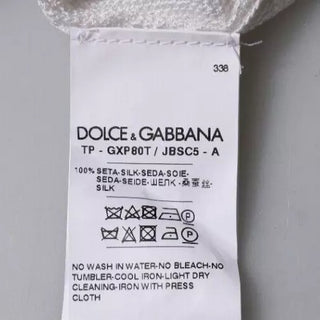 338
DOLCE & GABBANA
TP - GXP80T / JBSC5 - A
100% SETA-SILK-SEDA-SOIE-
SEDA-SEIDE-ШЕЛК -桑蚕丝-
SILK
NO WASH IN WATER-NO BLEACH-NO
TUMBLER-COOL IRON-LIGHT DRY
CLEANING-IRON WITH PRESS
CLOTH